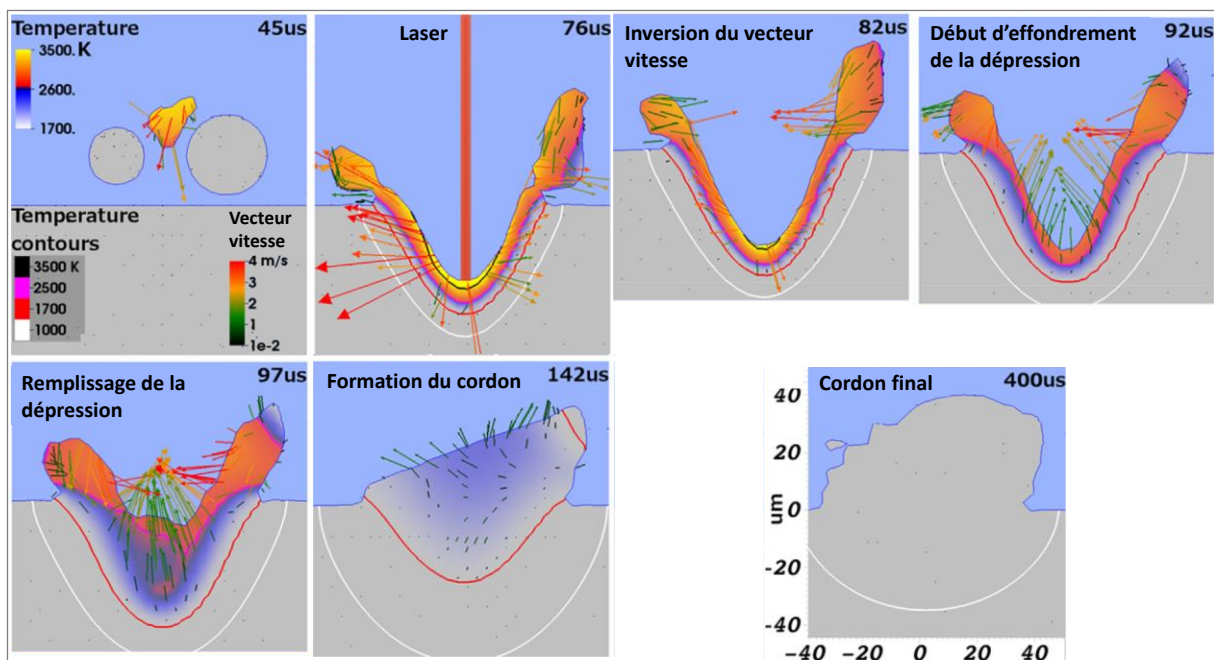 Temperature
45us
3500. K
2600.
1700.
Temperature
contours
3500 K
2500
1700
1000
Vecteur
vitesse
4 m/s
3
2
1
1e-2
Laser
76us
Inversion du vecteur
vitesse
82us
Début d'effondrement
de la dépression
92us
Remplissage de la
dépression
97us
Formation du cordon
142us
Cordon final
400us
40
20
um
0
-20
-40
-40 -20 0 20 40